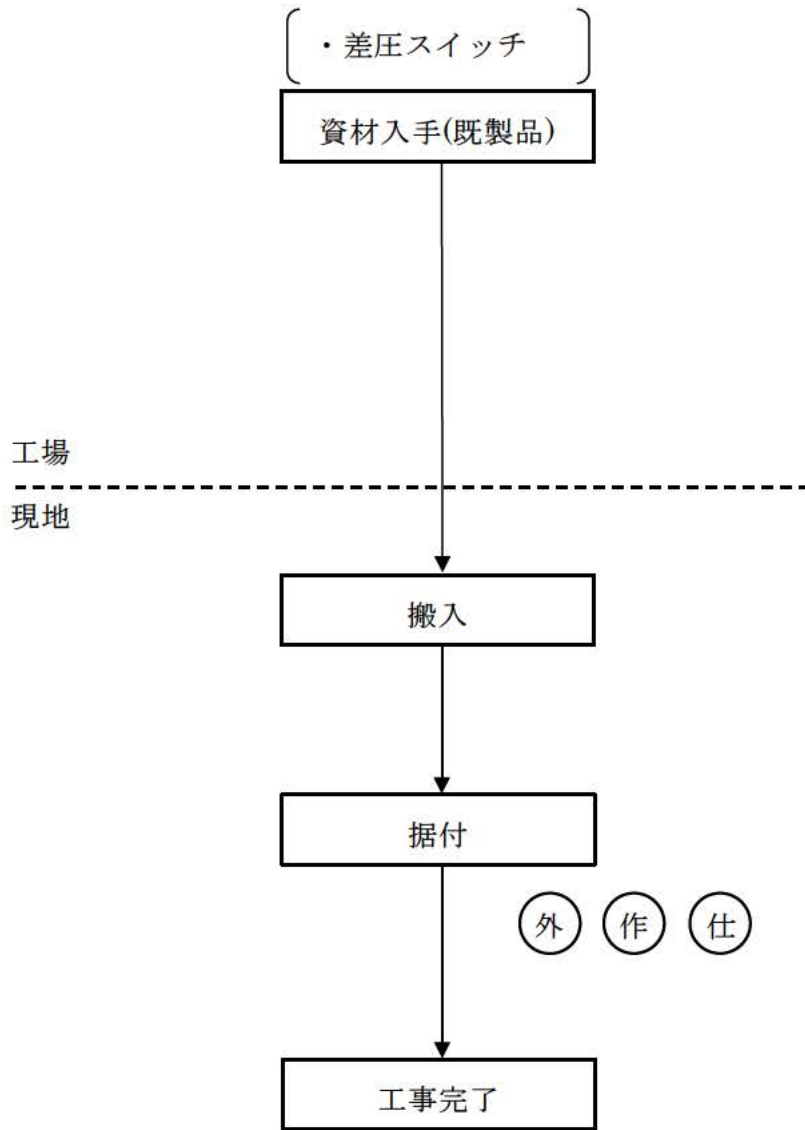 ・差圧スイッチ
資材入手(既製品)
工場
現地
搬入
据付
外 作 仕
工事完了